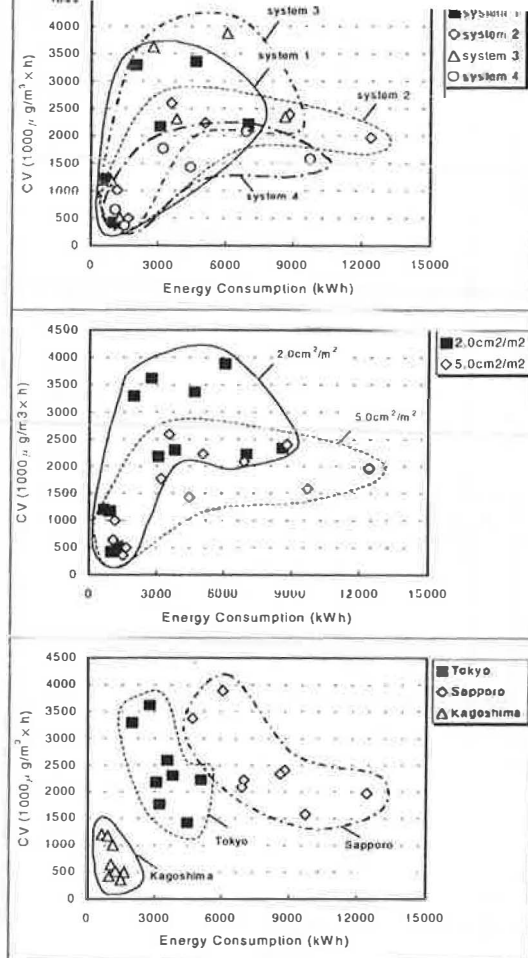 system 1
system 2
system 3
system 4
system 3
system 1
system 2
system 4
4000
3500
3000
2500
2000
1500
1000
500
0
CV (1000μ g/m³ × h)
0 3000 6000 9000 12000 15000
Energy Consumption (kWh)
2.0cm2/m2
5.0cm2/m2
2.0cm²/m²
5.0cm²/m²
4500
4000
3500
3000
2500
2000
1500
1000
500
0
CV (1000μ g/m3 × h)
0 3000 6000 9000 12000 15000
Energy Consumption (kWh)
Tokyo
Sapporo
Kagoshima
Tokyo
Sapporo
Kagoshima
4500
4000
3500
3000
2500
2000
1500
1000
500
0
CV (1000μ g/m³ × h)
0 3000 6000 9000 12000 15000
Energy Consumption (kWh)